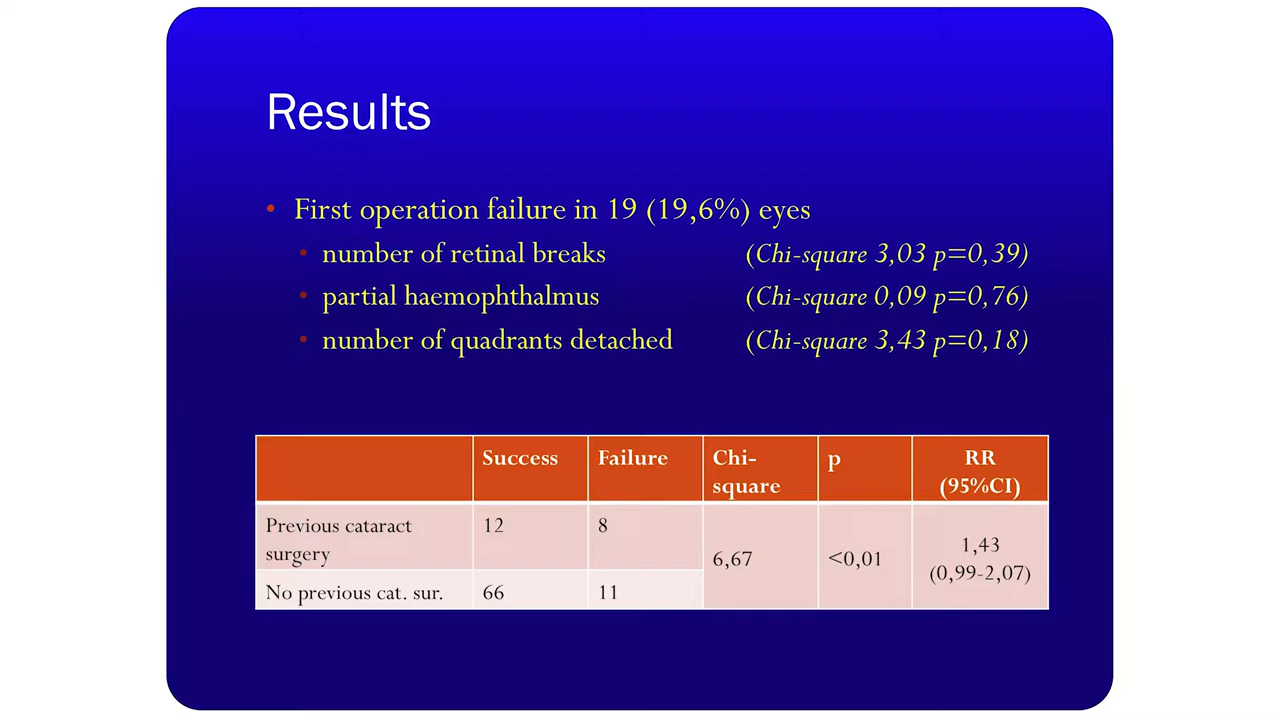 Results
• First operation failure in 19 (19,6%) eyes
• number of retinal breaks (Chi-square 3,03 p=0,39)
• partial haemophthalmus (Chi-square 0,09 p=0,76)
• number of quadrants detached (Chi-square 3,43 p=0,18)
Success Failure Chi- p RR
square (95%CI)
Previous cataract 12 8
surgery
6,67 <0,01 1,43
(0,99-2,07)
No previous cat. sur. 66 11